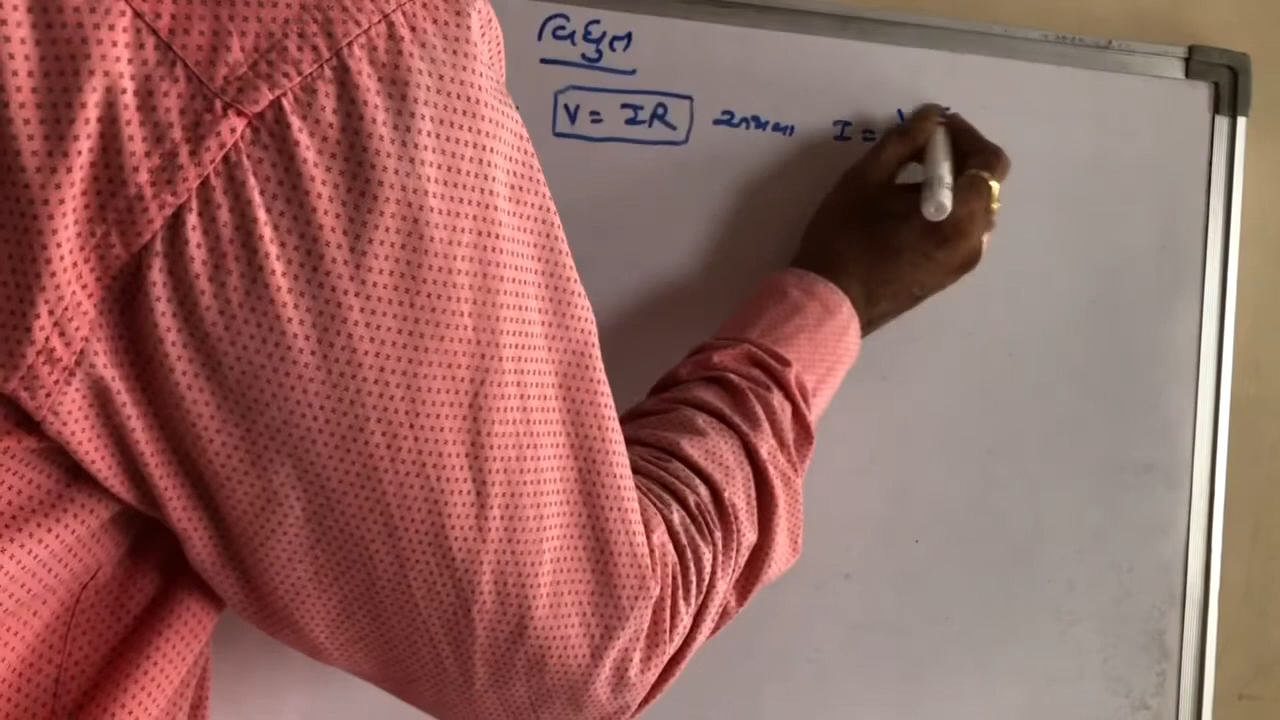 વિદ્યુત
V = IR અથવા I = V